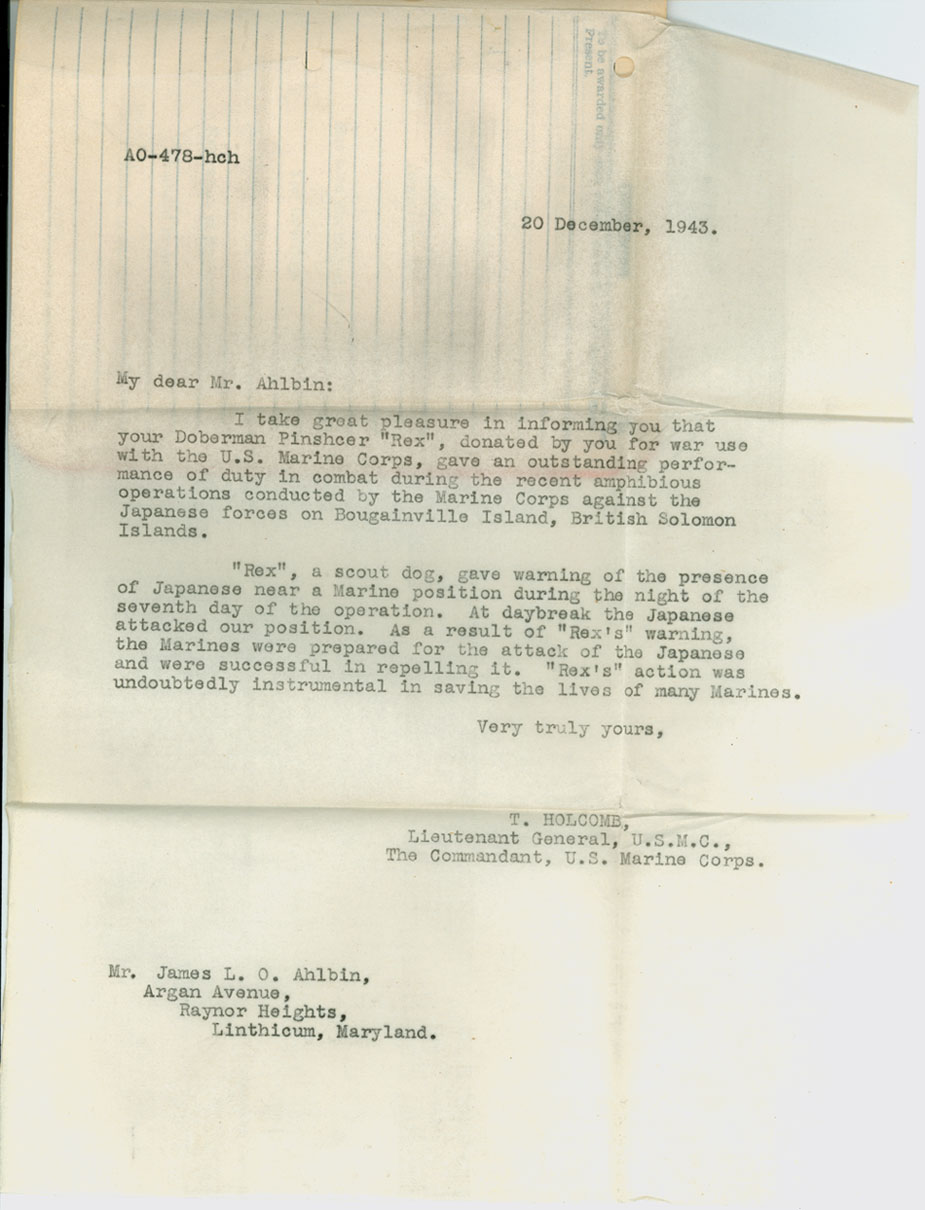 To be awarded
Present
AO-478-hch
20 December, 1943.
My dear Mr. Ahlbin:
I take great pleasure in informing you that
your Doberman Pinshcer "Rex", donated by you for war use
with the U.S. Marine Corps, gave an outstanding perfor-
mance of duty in combat during the recent amphibious
operations conducted by the Marine Corps against the
Japanese forces on Bougainville Island, British Solomon
Islands.
"Rex", a scout dog, gave warning of the presence
of Japanese near a Marine position during the night of the
seventh day of the operation. At daybreak the Japanese
attacked our position. As a result of "Rex's" warning,
the Marines were prepared for the attack of the Japanese
and were successful in repelling it. "Rex's" action was
undoubtedly instrumental in saving the lives of many Marines.
Very truly yours,
T. HOLCOMB,
Lieutenant General, U.S.M.C.,
The Commandant, U.S. Marine Corps.
Mr. James L. O. Ahlbin,
Argan Avenue,
Raynor Heights,
Linthicum, Maryland.